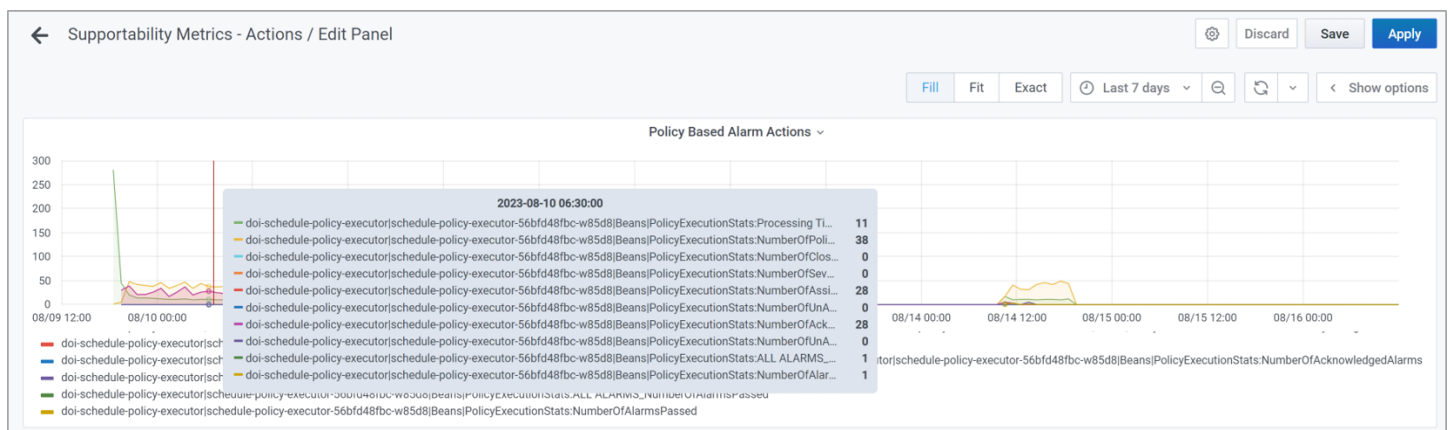 Supportability Metrics - Actions / Edit Panel
Discard Save Apply
Fill Fit Exact Last 7 days Show options
Policy Based Alarm Actions
300
250
200
150
100
50
0
2023-08-10 06:30:00
doi-schedule-policy-executor|schedule-policy-executor-56bfd48fbc-w85d8|Beans|PolicyExecutionStats:Processing Ti... 11
doi-schedule-policy-executor|schedule-policy-executor-56bfd48fbc-w85d8|Beans|PolicyExecutionStats:NumberOfPoli... 38
doi-schedule-policy-executor|schedule-policy-executor-56bfd48fbc-w85d8|Beans|PolicyExecutionStats:NumberOfClos... 0
doi-schedule-policy-executor|schedule-policy-executor-56bfd48fbc-w85d8|Beans|PolicyExecutionStats:NumberOfSev... 0
doi-schedule-policy-executor|schedule-policy-executor-56bfd48fbc-w85d8|Beans|PolicyExecutionStats:NumberOfAssi... 28
doi-schedule-policy-executor|schedule-policy-executor-56bfd48fbc-w85d8|Beans|PolicyExecutionStats:NumberOfUnA... 0
doi-schedule-policy-executor|schedule-policy-executor-56bfd48fbc-w85d8|Beans|PolicyExecutionStats:NumberOfAck... 28
doi-schedule-policy-executor|schedule-policy-executor-56bfd48fbc-w85d8|Beans|PolicyExecutionStats:NumberOfUnA... 0
doi-schedule-policy-executor|schedule-policy-executor-56bfd48fbc-w85d8|Beans|PolicyExecutionStats:ALL ALARMS_... 1
doi-schedule-policy-executor|schedule-policy-executor-56bfd48fbc-w85d8|Beans|PolicyExecutionStats:NumberOfAlar... 1
08/09 12:00 08/10 00:00 08/14 00:00 08/14 12:00 08/15 00:00 08/15 12:00 08/16 00:00
doi-schedule-policy-executor|sch
doi-schedule-policy-executor|sch tor|schedule-policy-executor-56bfd48fbc-w85d8|Beans|PolicyExecutionStats:NumberOfAcknowledgedAlarms
doi-schedule-policy-executor|sch
doi-schedule-policy-executor|schedule-policy-executor-56bfd48fbc-w85d8|Beans|PolicyExecutionStats:ALL ALARMS_NumberOfAlarmsPassed
doi-schedule-policy-executor|schedule-policy-executor-56bfd48fbc-w85d8|Beans|PolicyExecutionStats:NumberOfAlarmsPassed